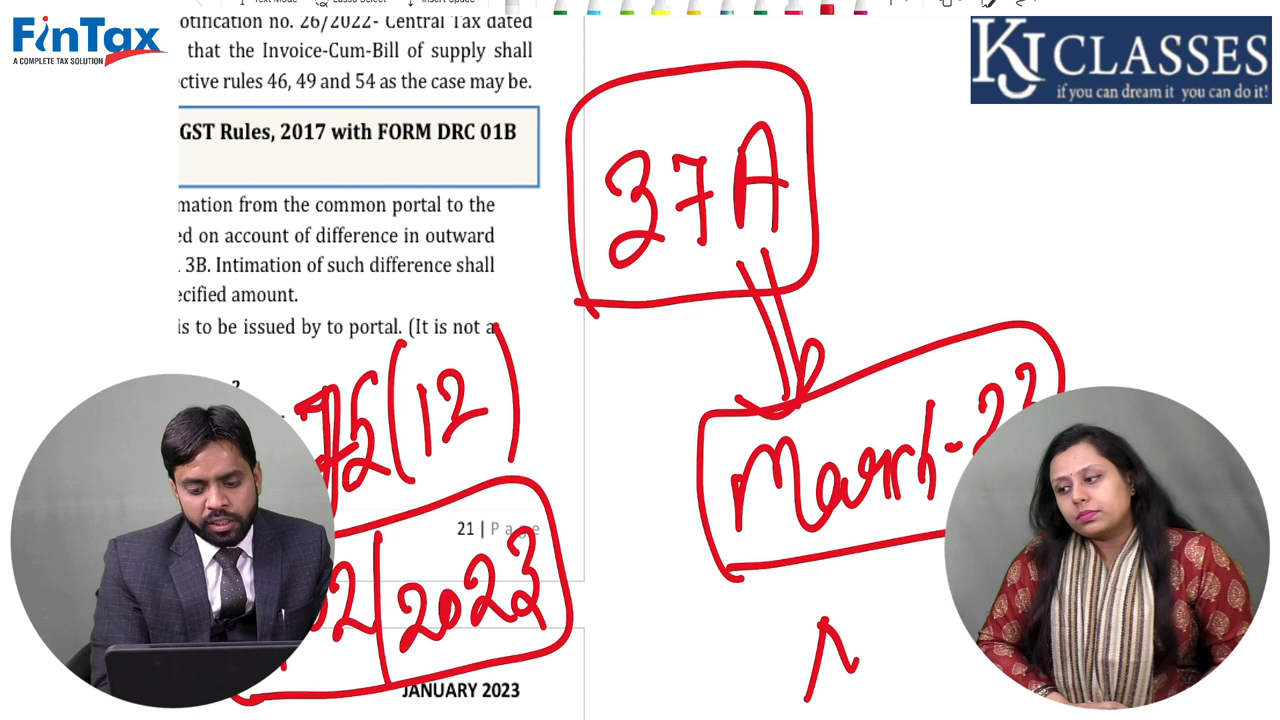 FinTax
A COMPLETE TAX SOLUTION
KJ CLASSES
if you can dream it you can do it!
otification no. 26/2022- Central Tax dated
that the Invoice-Cum-Bill of supply shall
ective rules 46, 49 and 54 as the case may be.
GST Rules, 2017 with FORM DRC 01B
mation from the common portal to the
ed on account of difference in outward
3B. Intimation of such difference shall
ecified amount.
is to be issued by to portal. (It is not a
37A
75(12)
March-23
21 | Page
2023
JANUARY 2023